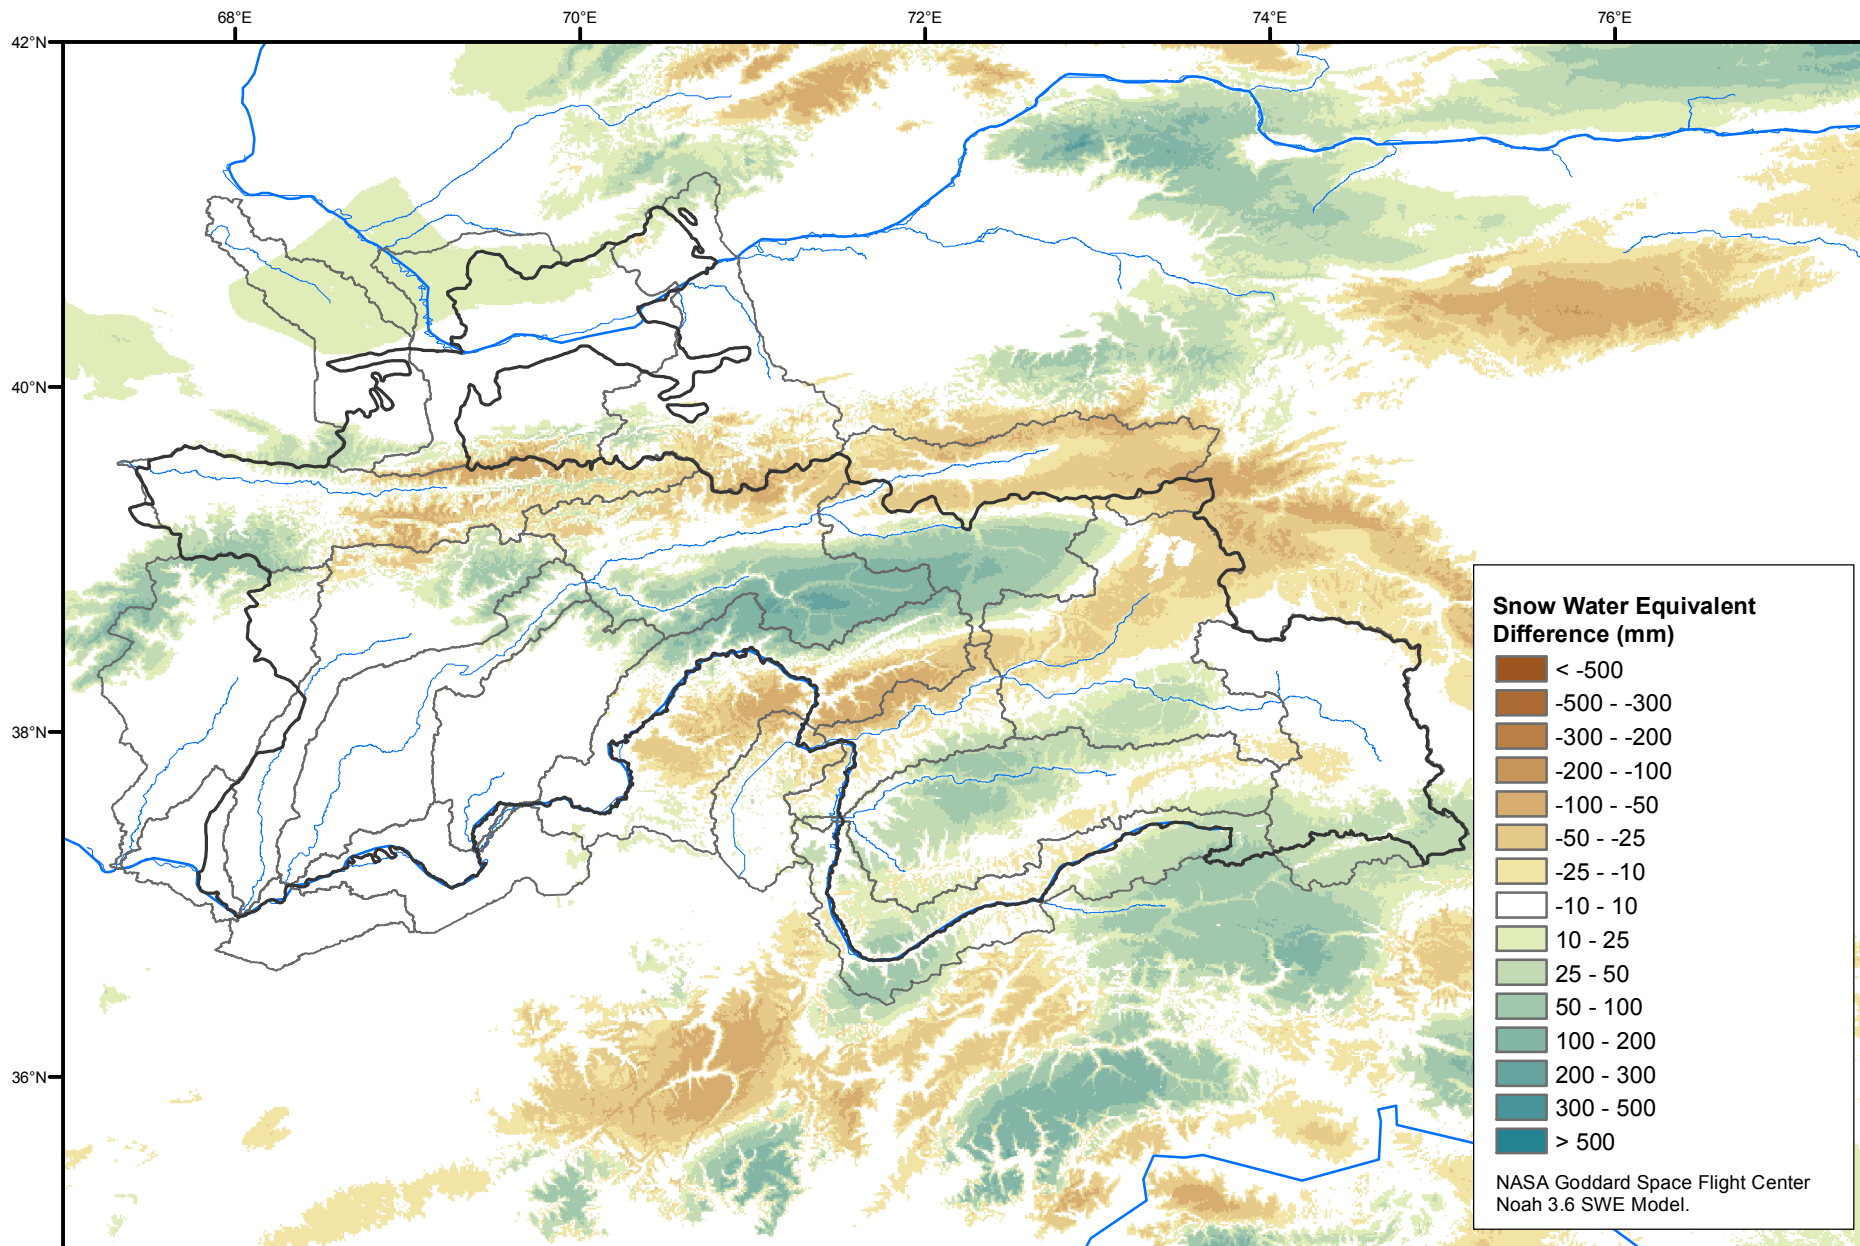 68°E
70°E
72°E
74°E
76°E
42°N
40°N
38°N
36°N
Snow Water Equivalent
Difference (mm)
< -500
-500 - -300
-300 - -200
-200 - -100
-100 - -50
-50 - -25
-25 - -10
-10 - 10
10 - 25
25 - 50
50 - 100
100 - 200
200 - 300
300 - 500
> 500
NASA Goddard Space Flight Center
Noah 3.6 SWE Model.